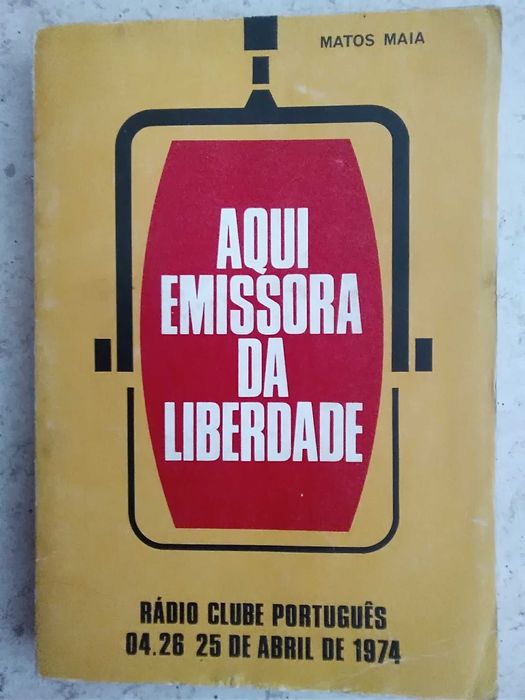 MATOS MAIA
AQUI
EMISSORA
DA
LIBERDADE
RÁDIO CLUBE PORTUGUÊS
04.26 25 DE ABRIL DE 1974